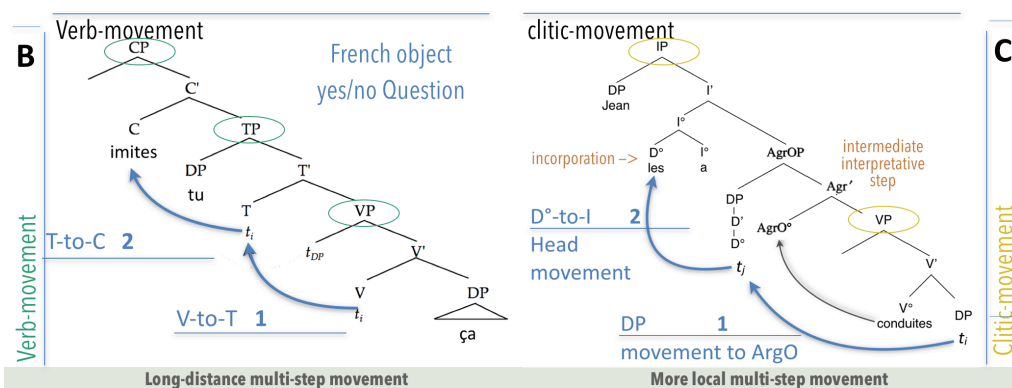 Verb-movement
B
CP
French object
yes/no Question
C'
C
TP
imites
DP
T'
tu
T
VP
t_i
t_DP
V'
T-to-C 2
V
DP
t_i
ça
V-to-T 1
Verb-movement
Long-distance multi-step movement
clitic-movement
C
IP
DP
I'
Jean
I°
incorporation –>
D°
I°
les
a
AgrOP
intermediate
interpretative
step
Agr'
DP
D'
D°
AgrO°
VP
D°-to-I 2
Head
movement
t_j
V'
V°
DP
conduites
t_i
DP 1
movement to ArgO
Clitic-movement
More local multi-step movement